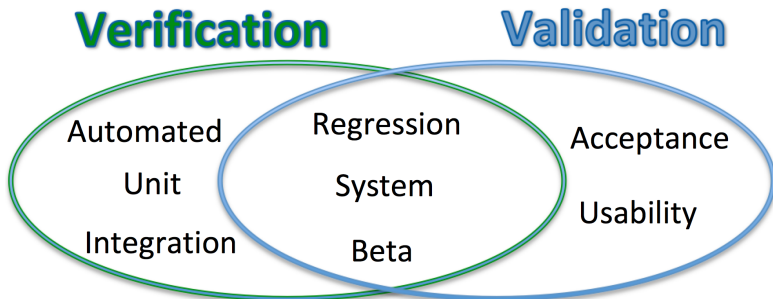 Verification
Validation
Automated
Unit
Integration
Regression
System
Beta
Acceptance
Usability